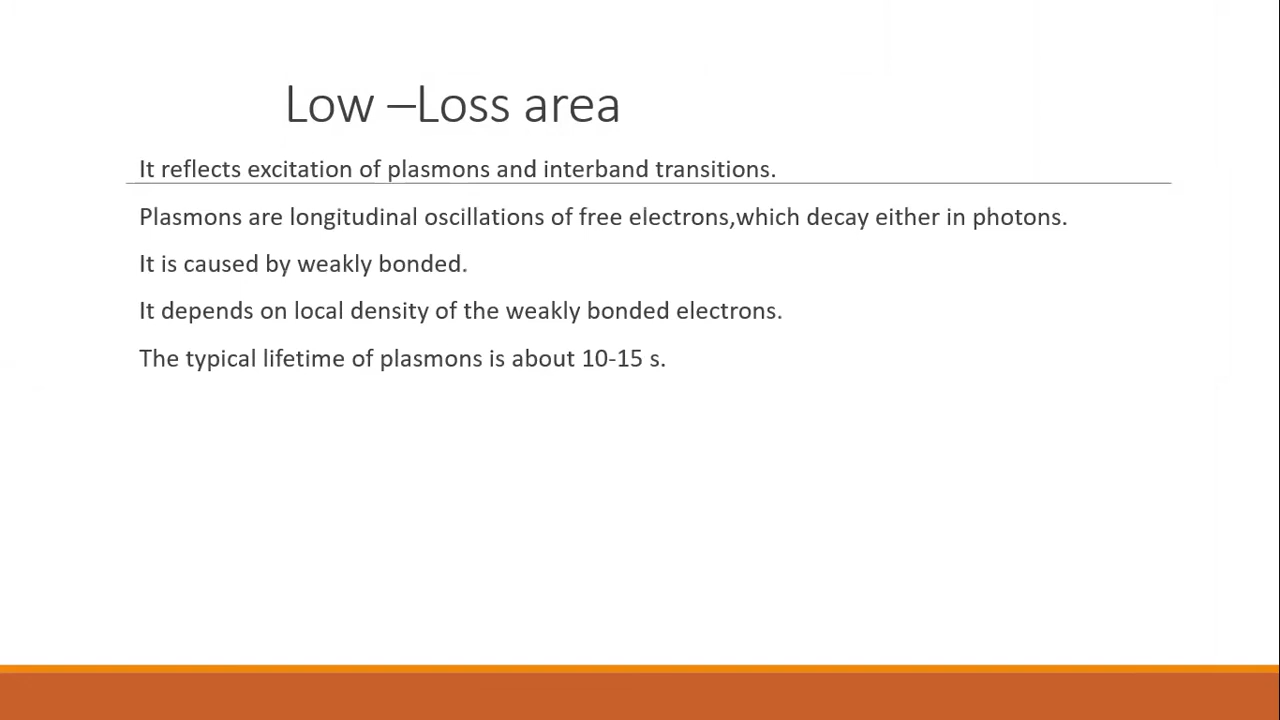 Low –Loss area
It reflects excitation of plasmons and interband transitions.
Plasmons are longitudinal oscillations of free electrons,which decay either in photons.
It is caused by weakly bonded.
It depends on local density of the weakly bonded electrons.
The typical lifetime of plasmons is about 10-15 s.